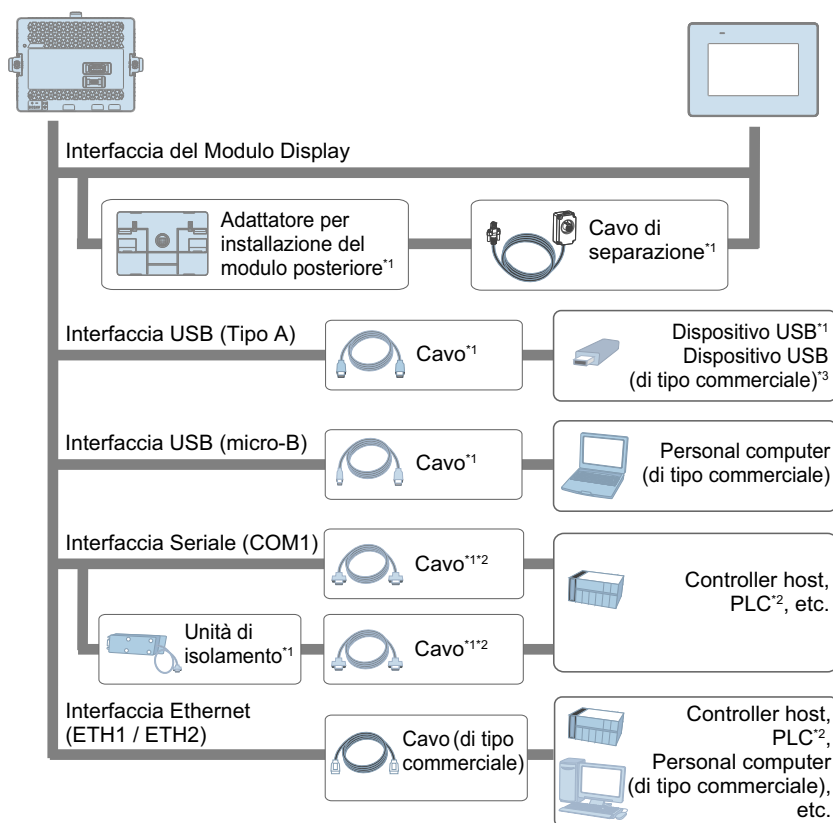 Interfaccia del Modulo Display
Adattatore per
installazione del
modulo posteriore*1
Cavo di
separazione*1
Interfaccia USB (Tipo A)
Cavo*1
Dispositivo USB*1
Dispositivo USB
(di tipo commerciale)*3
Interfaccia USB (micro-B)
Cavo*1
Personal computer
(di tipo commerciale)
Interfaccia Seriale (COM1)
Cavo*1*2
Controller host,
PLC*2, etc.
Unità di
isolamento*1
Cavo*1*2
Interfaccia Ethernet
(ETH1 / ETH2)
Cavo (di tipo
commerciale)
Controller host,
PLC*2,
Personal computer
(di tipo commerciale),
etc.